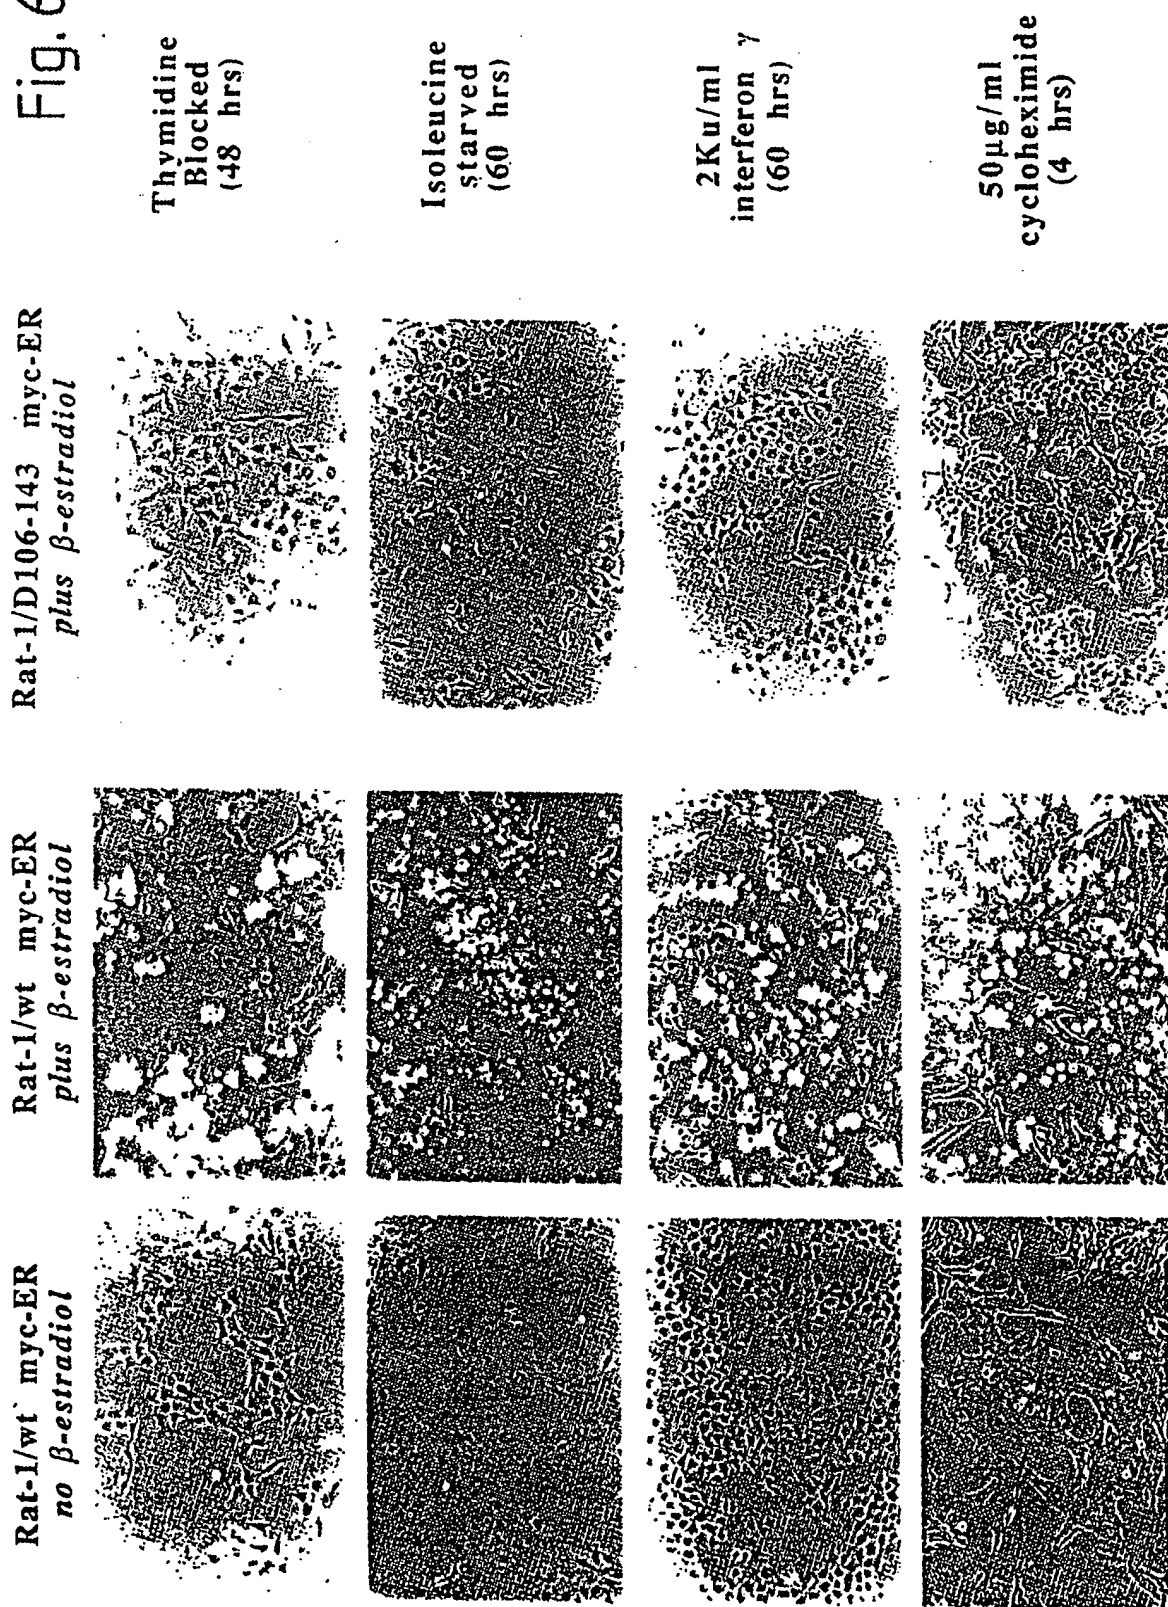 Fig. 6
Rat-1/wt myc-ER
no β-estradiol
Rat-1/wt myc-ER
plus β-estradiol
Rat-1/D106-143 myc-ER
plus β-estradiol
Thymidine
Blocked
(48 hrs)
Isoleucine
starved
(60 hrs)
2Ku/ml
interferon γ
(60 hrs)
50μg/ml
cycloheximide
(4 hrs)